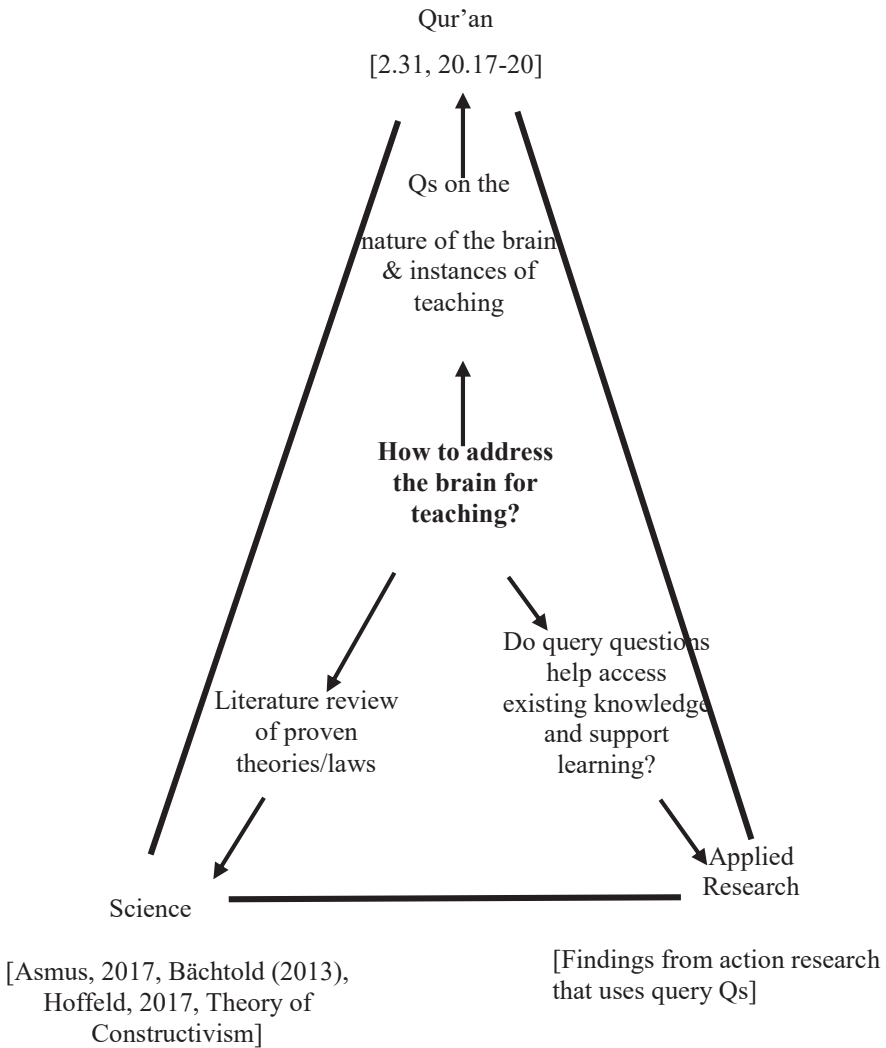 Qur’an
[2.31, 20.17-20]
Qs on the
nature of the brain
& instances of
teaching
How to address
the brain for
teaching?
Do query questions
help access
existing knowledge
and support
learning?
Literature review
of proven
theories/laws
Applied
Research
Science
[Findings from action research
that uses query Qs]
[Asmus, 2017, Bächtold (2013),
Hoffeld, 2017, Theory of
Constructivism]